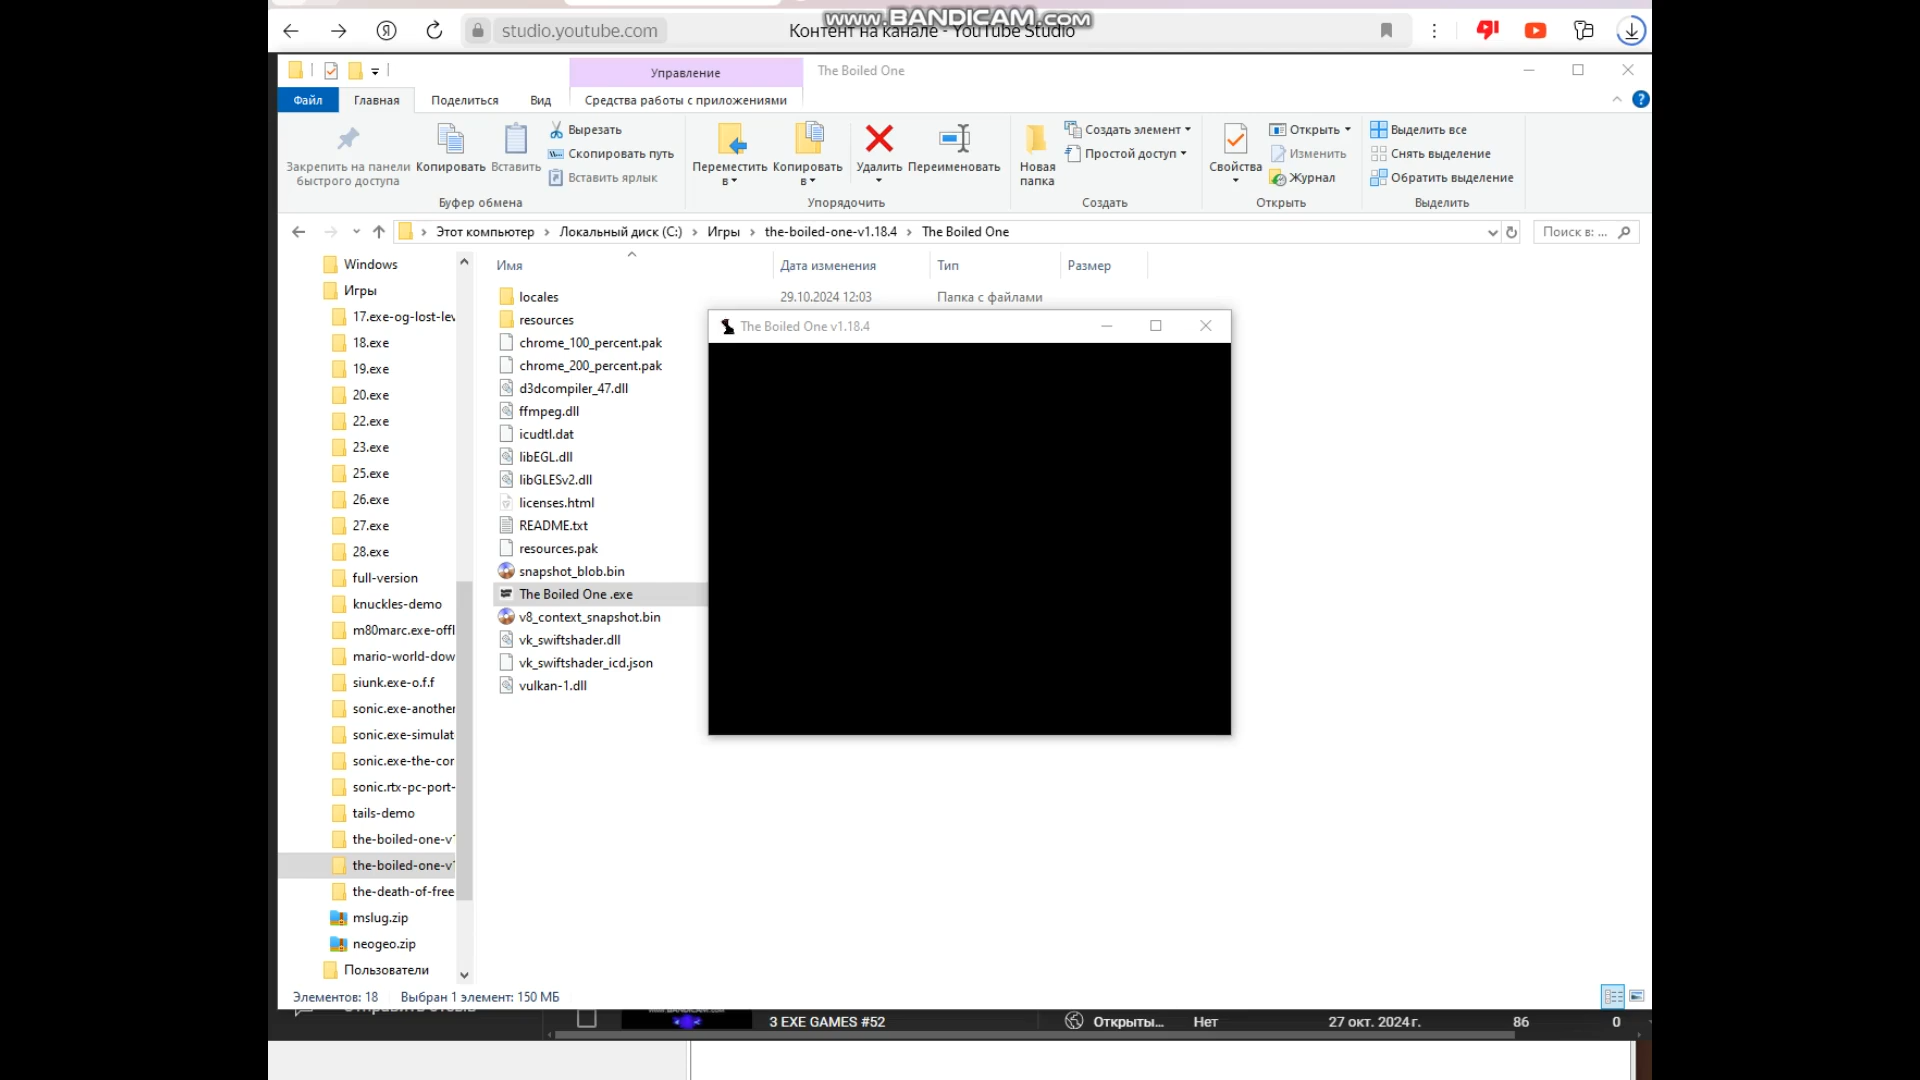 www.BANDICAM.com
studio.youtube.com
Контент на канале - YouTube Studio
Управление
The Boiled One
Файл
Главная
Поделиться
Вид
Средства работы с приложениями
Закрепить на панели быстрого доступа
Копировать
Вставить
Вырезать
Скопировать путь
Вставить ярлык
Переместить в
Копировать в
Удалить
Переименовать
Новая папка
Создать элемент
Простой доступ
Свойства
Открыть
Изменить
Журнал
Выделить все
Снять выделение
Обратить выделение
Буфер обмена
Упорядочить
Создать
Открыть
Выделить
Этот компьютер > Локальный диск (C:) > Игры > the-boiled-one-v1.18.4 > The Boiled One
Поиск в: ...
Windows
Игры
17.exe-og-lost-lev
18.exe
19.exe
20.exe
22.exe
23.exe
25.exe
26.exe
27.exe
28.exe
full-version
knuckles-demo
m80marc.exe-offl
mario-world-dow
siunk.exe-o.f.f
sonic.exe-another
sonic.exe-simulat
sonic.exe-the-cor
sonic.rtx-pc-port-
tails-demo
the-boiled-one-v1
the-boiled-one-v1
the-death-of-free
mslug.zip
neogeo.zip
Пользователи
Имя
Дата изменения
Тип
Размер
locales
29.10.2024 12:03
Папка с файлами
resources
chrome_100_percent.pak
chrome_200_percent.pak
d3dcompiler_47.dll
ffmpeg.dll
icudtl.dat
libEGL.dll
libGLESv2.dll
licenses.html
README.txt
resources.pak
snapshot_blob.bin
The Boiled One .exe
v8_context_snapshot.bin
vk_swiftshader.dll
vk_swiftshader_icd.json
vulkan-1.dll
The Boiled One v1.18.4
Элементов: 18
Выбран 1 элемент: 150 МБ
3 EXE GAMES #52
Открыты...
Нет
27 окт. 2024 г.
86
0